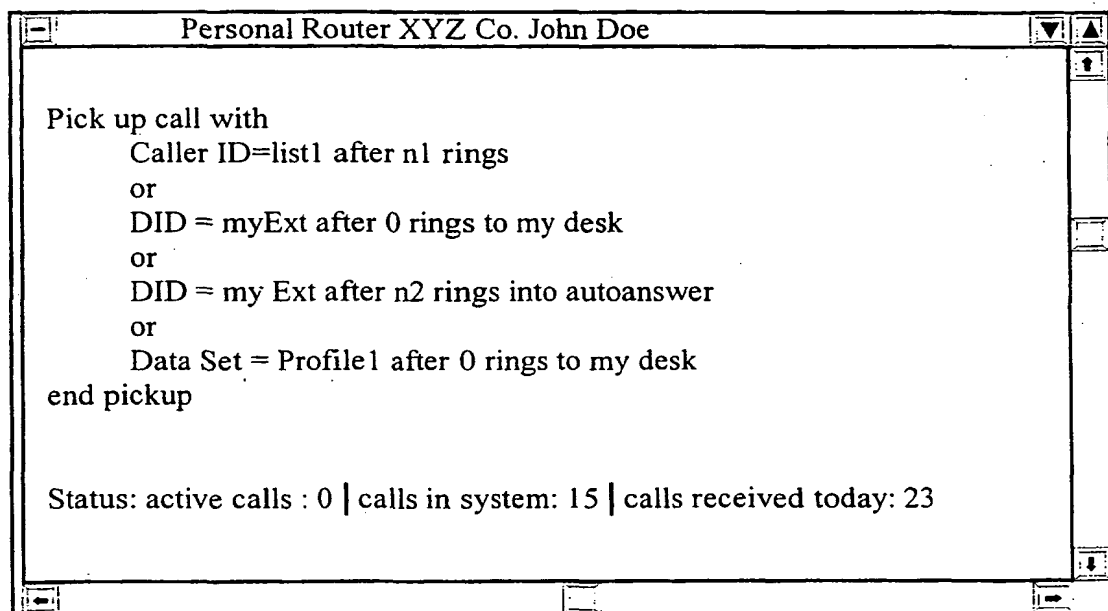 Personal Router XYZ Co. John Doe
Pick up call with
Caller ID=list1 after n1 rings
or
DID = myExt after 0 rings to my desk
or
DID = my Ext after n2 rings into autoanswer
or
Data Set = Profile1 after 0 rings to my desk
end pickup
Status: active calls : 0 | calls in system: 15 | calls received today: 23